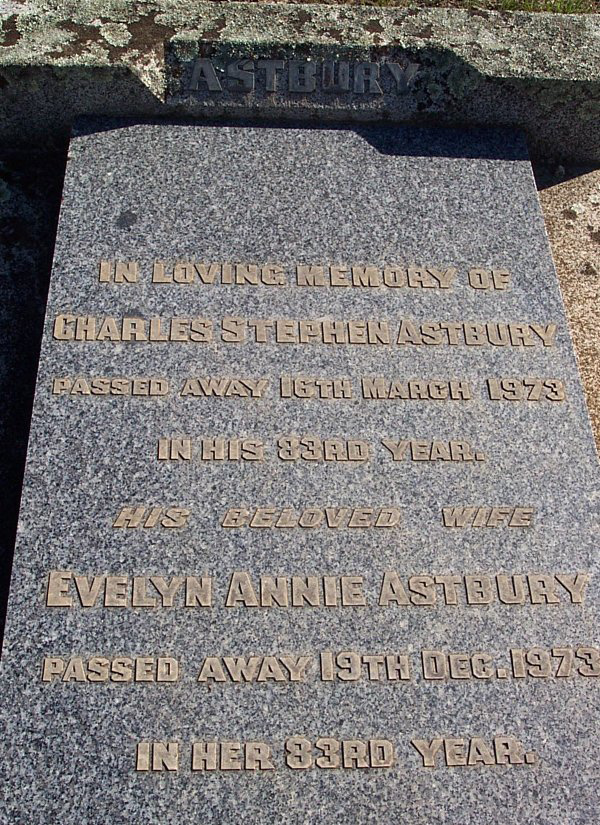 ASTBURY
IN LOVING MEMORY OF
CHARLES STEPHEN ASTBURY
PASSED AWAY 16TH MARCH 1973
IN HIS 83RD YEAR.
HIS BELOVED WIFE
EVELYN ANNIE ASTBURY
PASSED AWAY 19TH DEC. 1973
IN HER 83RD YEAR.